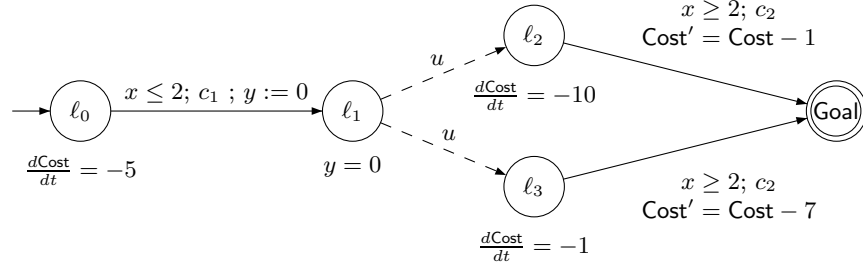 x ≥ 2; c₂
Cost′ = Cost − 1
ℓ₂
u
dCost/dt = −10
x ≤ 2; c₁ ; y := 0
ℓ₀
ℓ₁
Goal
dCost/dt = −5
y = 0
u
ℓ₃
x ≥ 2; c₂
Cost′ = Cost − 7
dCost/dt = −1